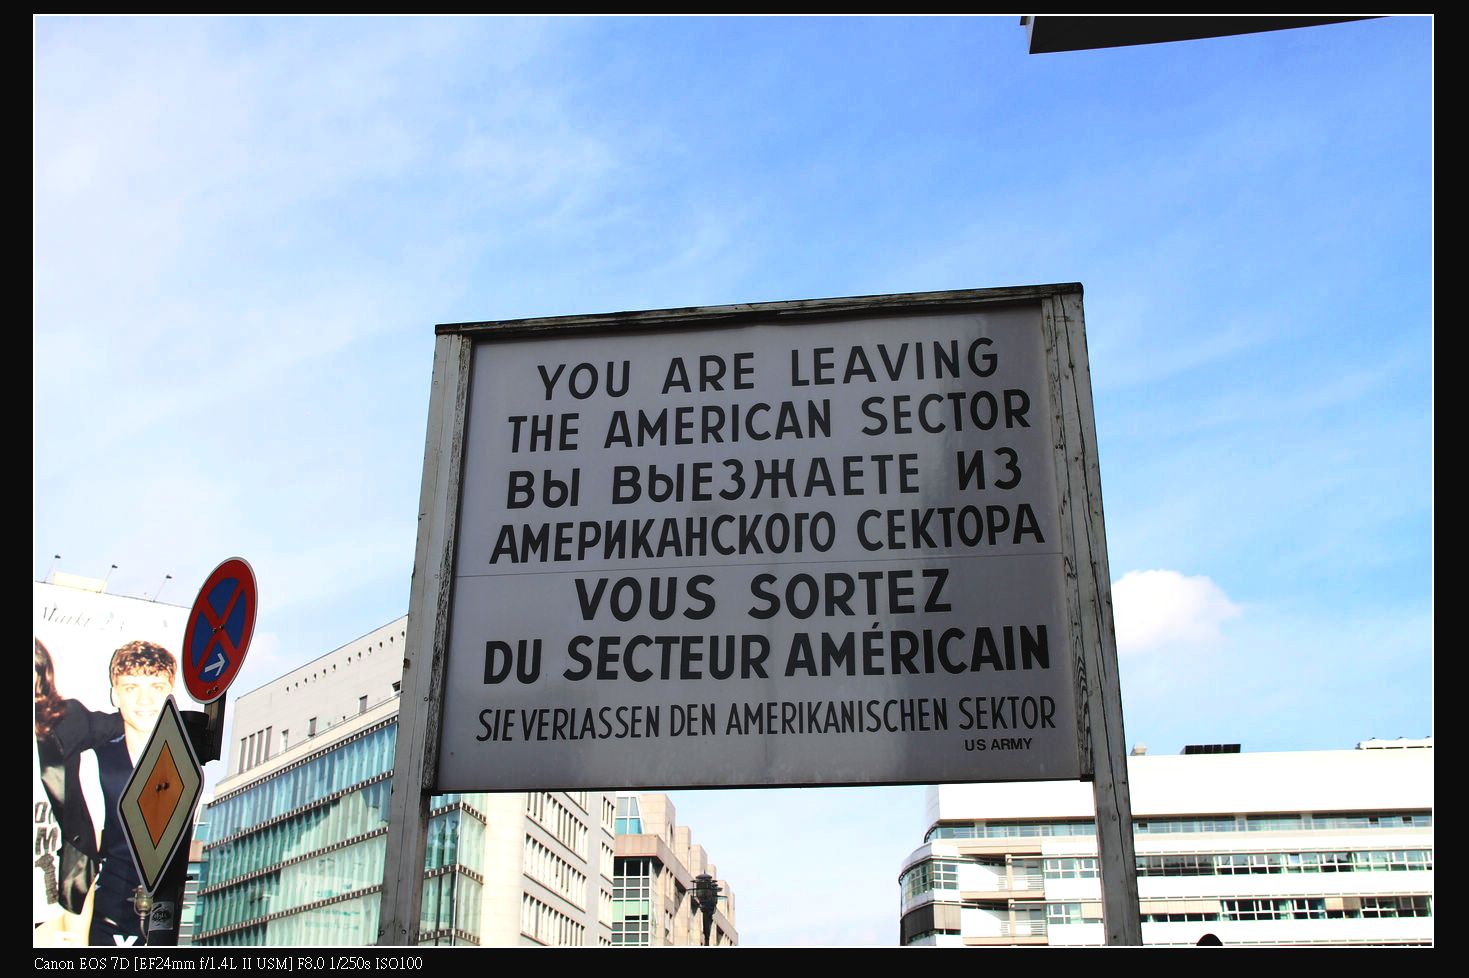 YOU ARE LEAVING
THE AMERICAN SECTOR
ВЫ ВЫЕЗЖАЕТЕ ИЗ
АМЕРИКАНСКОГО СЕКТОРА
VOUS SORTEZ
DU SECTEUR AMÉRICAIN
SIE VERLASSEN DEN AMERIKANISCHEN SEKTOR
US ARMY
Canon EOS 7D [EF24mm f/1.4L II USM] F8.0 1/250s ISO100